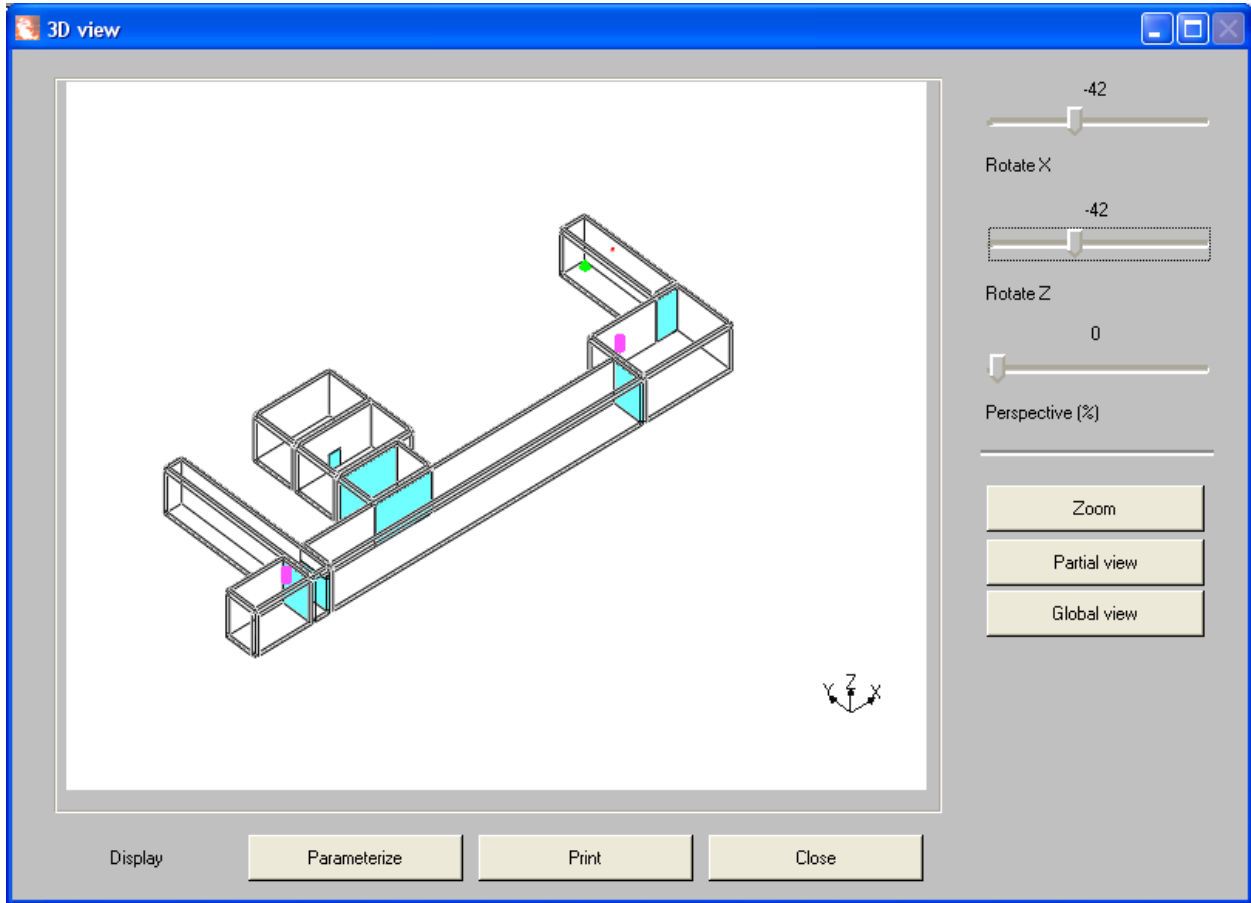 3D view
-42
Rotate X
-42
Rotate Z
0
Perspective (%)
Zoom
Partial view
Global view
Y Z X
Display
Parameterize
Print
Close